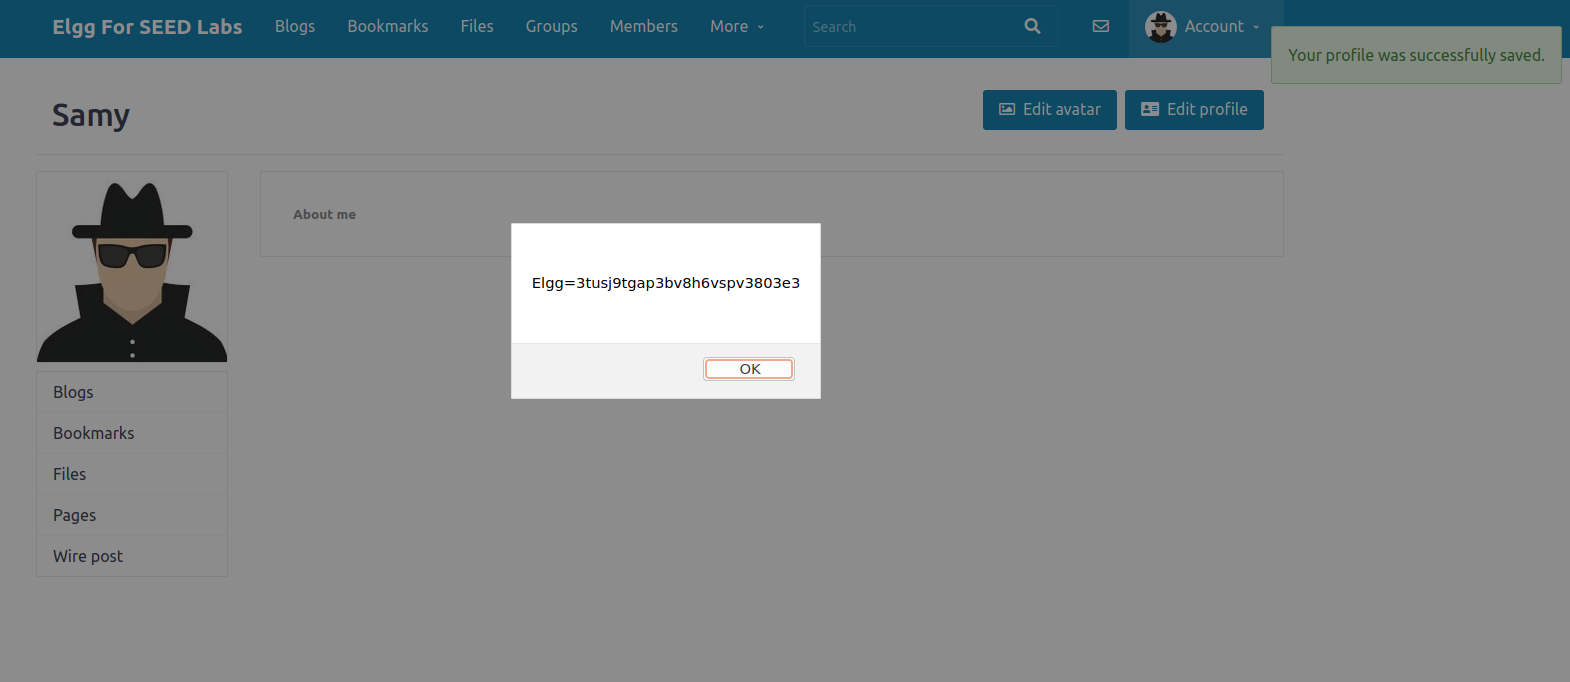 Elgg For SEED Labs Blogs Bookmarks Files Groups Members More Search Account
Your profile was successfully saved.
Samy Edit avatar Edit profile
About me
Elgg=3tusj9tgap3bv8h6vspv3803e3
OK
Blogs
Bookmarks
Files
Pages
Wire post